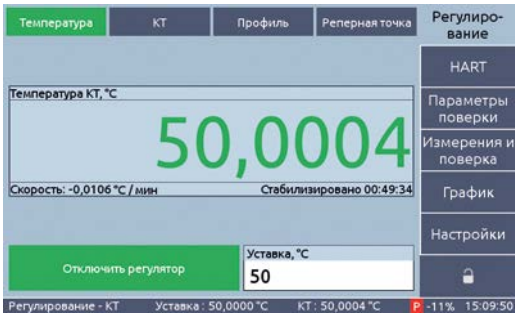 Температура КТ Профиль Реперная точка Регулиро-
вание
HART
Температура КТ, °C
Параметры
поверки
50,0004
Измерения и
поверка
Скорость: -0,0106 °C / мин Стабилизировано 00:49:34
График
Настройки
Отключить регулятор
Уставка, °C
50
Регулирование - КТ Уставка : 50,0000 °C КТ : 50,0004 °C P -11% 15:09:50